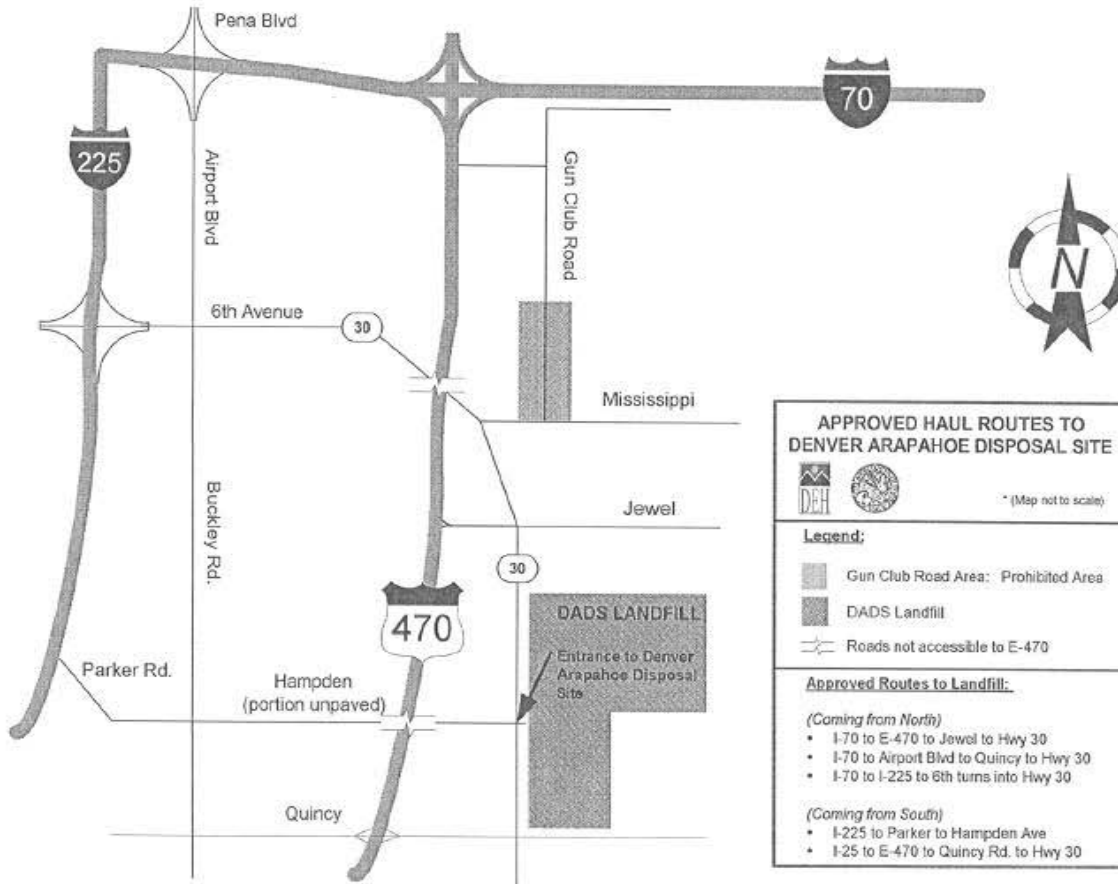 Pena Blvd
70
225
Airport Blvd
Gun Club Road
N
6th Avenue
30
Mississippi
Buckley Rd.
Jewel
30
470
DADS LANDFILL
Entrance to Denver
Arapahoe Disposal
Site
Parker Rd.
Hampden
(portion unpaved)
Quincy
APPROVED HAUL ROUTES TO
DENVER ARAPAHOE DISPOSAL SITE
DEH
* (Map not to scale)
Legend:
Gun Club Road Area: Prohibited Area
DADS Landfill
Roads not accessible to E-470
Approved Routes to Landfill:
(Coming from North)
• I-70 to E-470 to Jewel to Hwy 30
• I-70 to Airport Blvd to Quincy to Hwy 30
• I-70 to I-225 to 6th turns into Hwy 30
(Coming from South)
• I-225 to Parker to Hampden Ave
• I-25 to E-470 to Quincy Rd. to Hwy 30